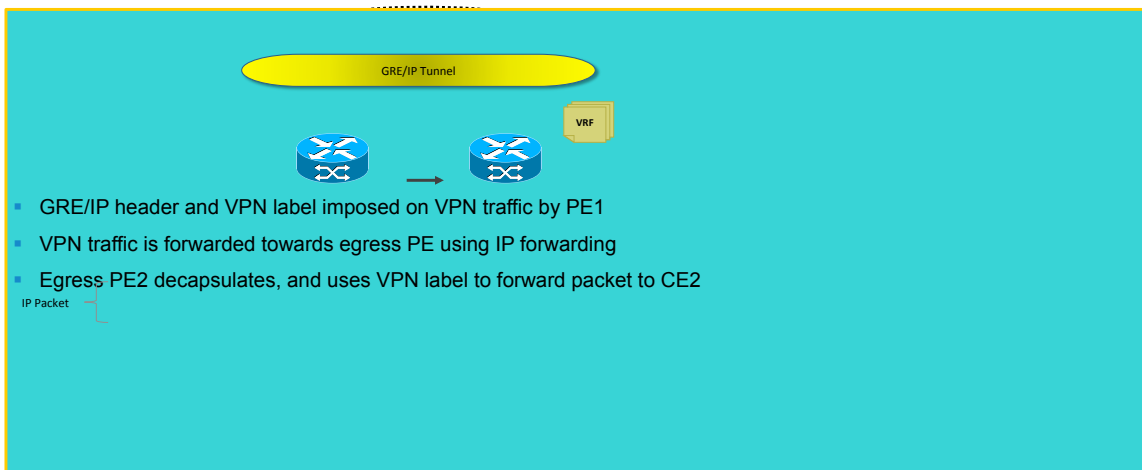 GRE/IP Tunnel
VRF
GRE/IP header and VPN label imposed on VPN traffic by PE1
VPN traffic is forwarded towards egress PE using IP forwarding
Egress PE2 decapsulates, and uses VPN label to forward packet to CE2
IP Packet